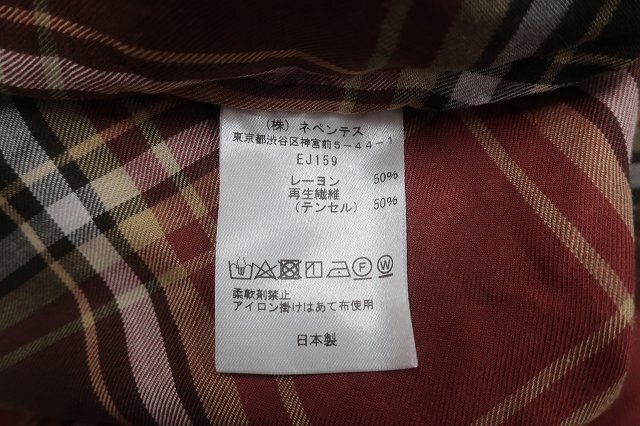 (株) ネペンテス
東京都渋谷区神宮前5-44-1
EJ159
レーヨン 50%
再生繊維
(テンセル) 50%
F W
柔軟剤禁止
アイロン掛けはあて布使用
日本製